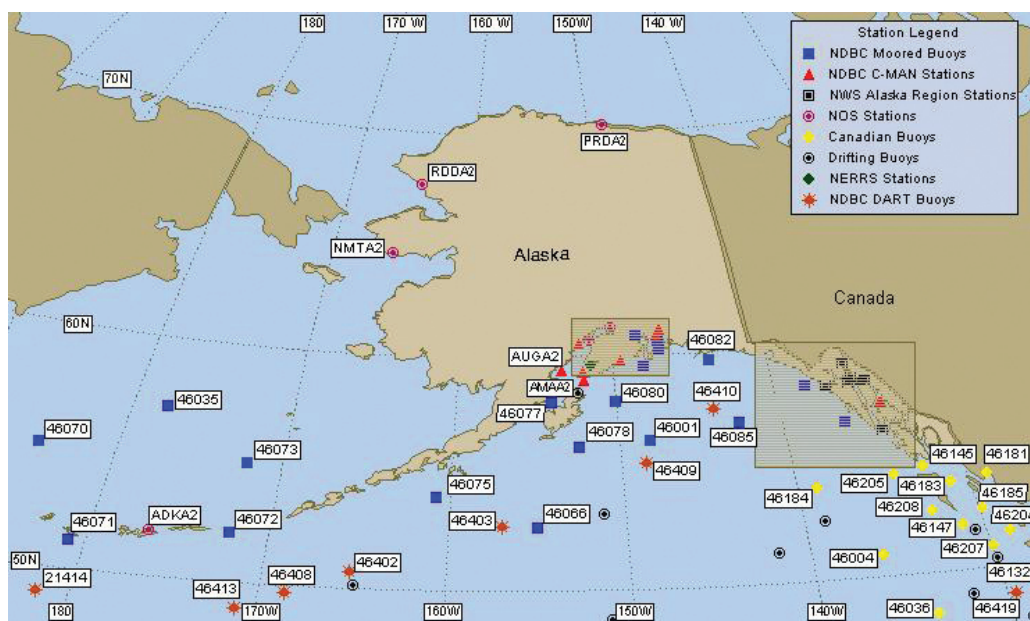 180
170 W
160 W
150W
140 W
Station Legend
NDBC Moored Buoys
NDBC C-MAN Stations
NWS Alaska Region Stations
NOS Stations
Canadian Buoys
Drifting Buoys
NERRS Stations
NDBC DART Buoys
70N
PRDA2
RDDA2
NMTA2
Alaska
Canada
60N
46082
AUGA2
AMAA2
46035
46077
46080
46410
46070
46073
46078
46001
46085
46409
46145
46181
46205
46183
46185
46184
46208
46204
46075
46403
46066
46147
46071
ADKA2
46072
46004
46207
50N
21414
46413
46408
46402
46132
180
170W
160W
150W
140W
46036
46419